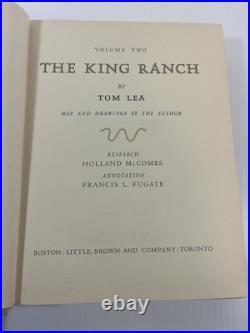 VOLUME TWO
THE KING RANCH
BY
TOM LEA
MAP AND DRAWINGS BY THE AUTHOR
RESEARCH
HOLLAND McCOMBS
ANNOTATION
FRANCIS L. FUGATE
BOSTON : LITTLE, BROWN AND COMPANY : TORONTO